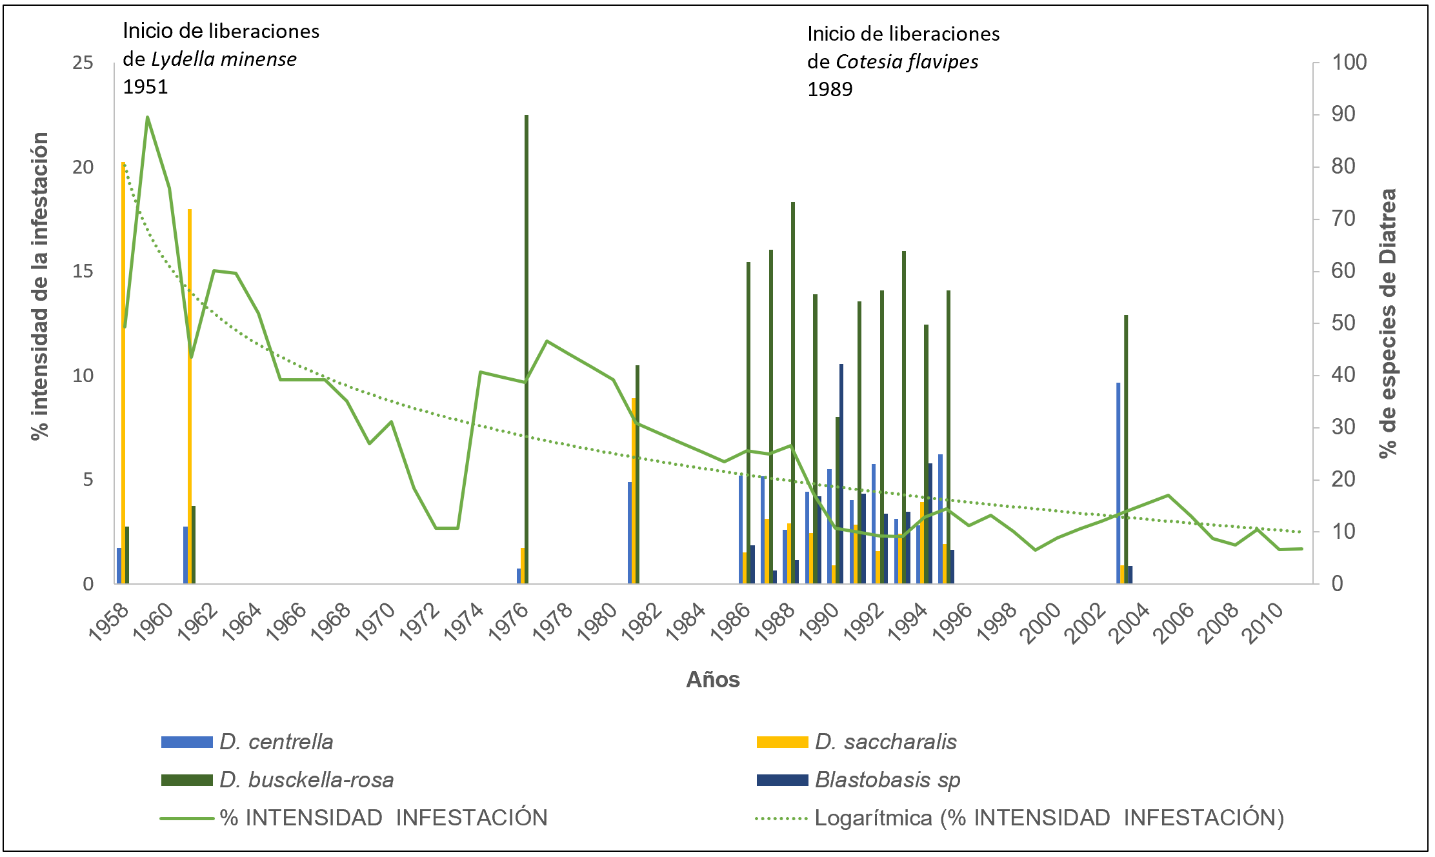 Inicio de liberaciones
de Lydella minense
1951
Inicio de liberaciones
de Cotesia flavipes
1989
% intensidad de la infestación
25
20
15
10
5
0
100
90
80
70
60
50
40
30
20
10
0
% de especies de Diatrea
1958 1960 1962 1964 1966 1968 1970 1972 1974 1976 1978 1980 1982 1984 1986 1988 1990 1992 1994 1996 1998 2000 2002 2004 2006 2008 2010
Años
D. centrella
D. saccharalis
D. busckella-rosa
Blastobasis sp
% INTENSIDAD INFESTACIÓN
Logarítmica (% INTENSIDAD INFESTACIÓN)